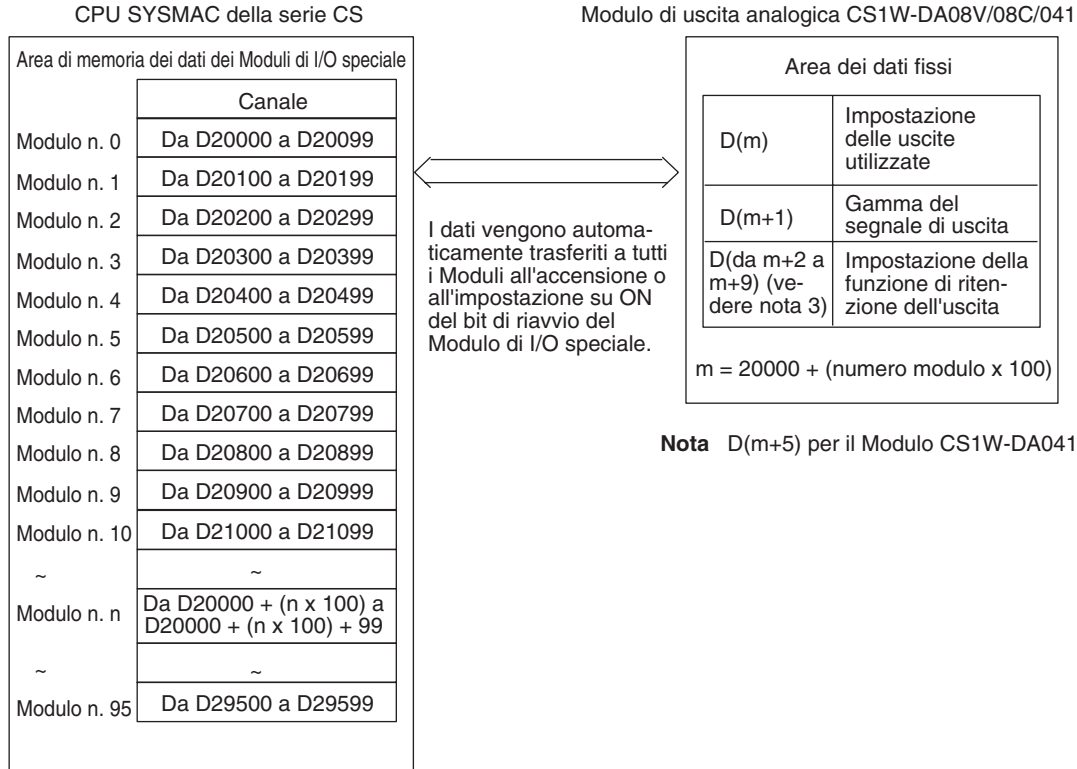 CPU SYSMAC della serie CS
Area di memoria dei dati dei Moduli di I/O speciale
Canale
Modulo n. 0 Da D20000 a D20099
Modulo n. 1 Da D20100 a D20199
Modulo n. 2 Da D20200 a D20299
Modulo n. 3 Da D20300 a D20399
Modulo n. 4 Da D20400 a D20499
Modulo n. 5 Da D20500 a D20599
Modulo n. 6 Da D20600 a D20699
Modulo n. 7 Da D20700 a D20799
Modulo n. 8 Da D20800 a D20899
Modulo n. 9 Da D20900 a D20999
Modulo n. 10 Da D21000 a D21099
~ ~
Modulo n. n Da D20000 + (n x 100) a
D20000 + (n x 100) + 99
~ ~
Modulo n. 95 Da D29500 a D29599
I dati vengono automa-
ticamente trasferiti a tutti
i Moduli all'accensione o
all'impostazione su ON
del bit di riavvio del
Modulo di I/O speciale.
Modulo di uscita analogica CS1W-DA08V/08C/041
Area dei dati fissi
D(m)
Impostazione
delle uscite
utilizzate
D(m+1)
Gamma del
segnale di uscita
D(da m+2 a
m+9) (ve-
dere nota 3)
Impostazione della
funzione di riten-
zione dell'uscita
m = 20000 + (numero modulo x 100)
Nota D(m+5) per il Modulo CS1W-DA041